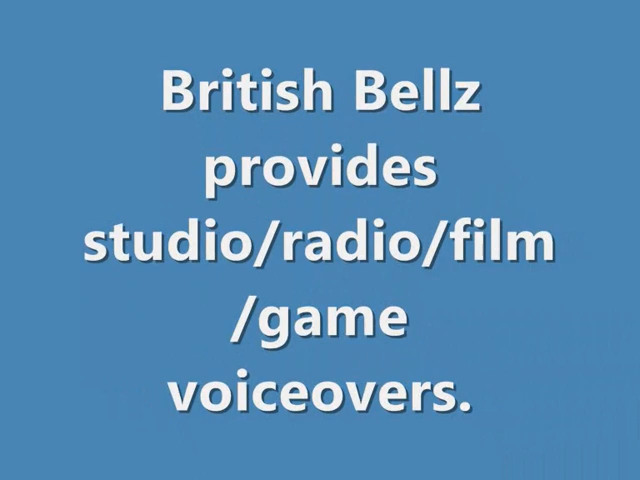 British Bellz
provides
studio/radio/film
/game
voiceovers.